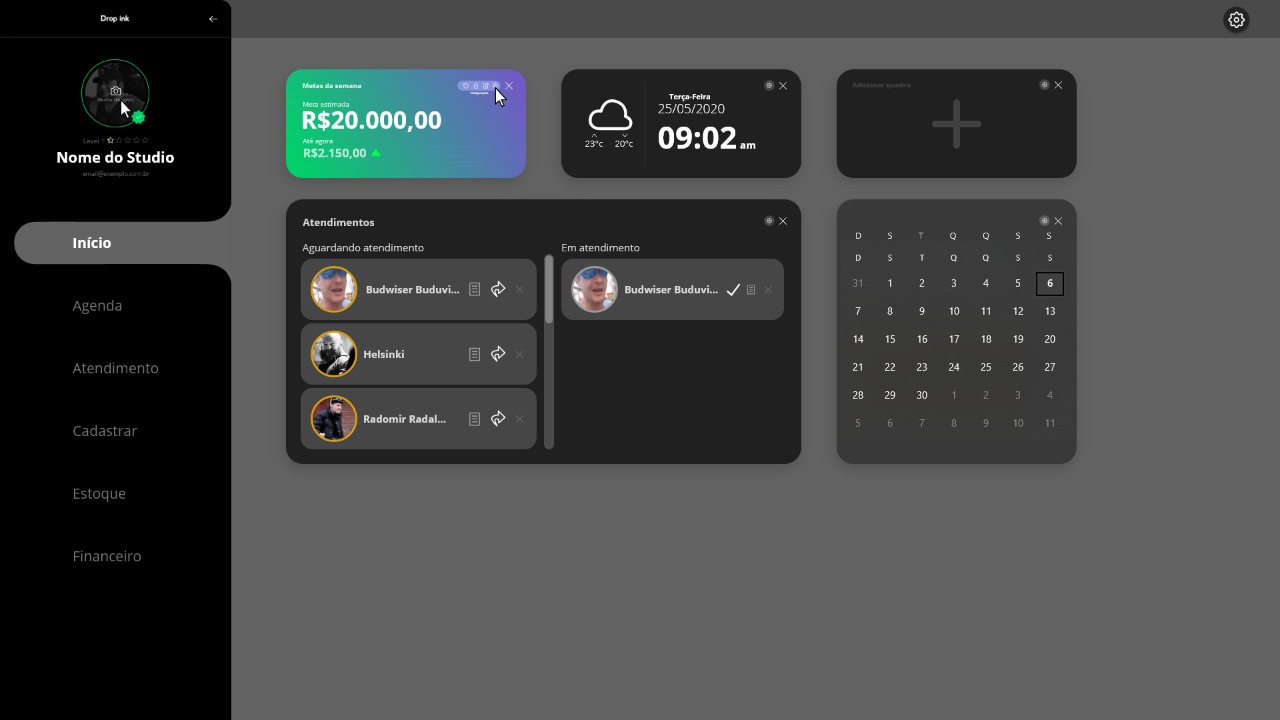 Drop ink
Level 1
Nome do Studio
email@exemplo.com.br
Início
Agenda
Atendimento
Cadastrar
Estoque
Financeiro
Metas da semana
Meta estimada
R$20.000,00
Até agora
R$2.150,00
23°c 20°c
Terça-Feira
25/05/2020
09:02 am
Adicionar quadro
Atendimentos
Aguardando atendimento
Budwiser Buduvi...
Helsinki
Radomir Radal...
Em atendimento
Budwiser Buduvi...
D S T Q Q S S
D S T Q Q S S
31 1 2 3 4 5 6
7 8 9 10 11 12 13
14 15 16 17 18 19 20
21 22 23 24 25 26 27
28 29 30 1 2 3 4
5 6 7 8 9 10 11